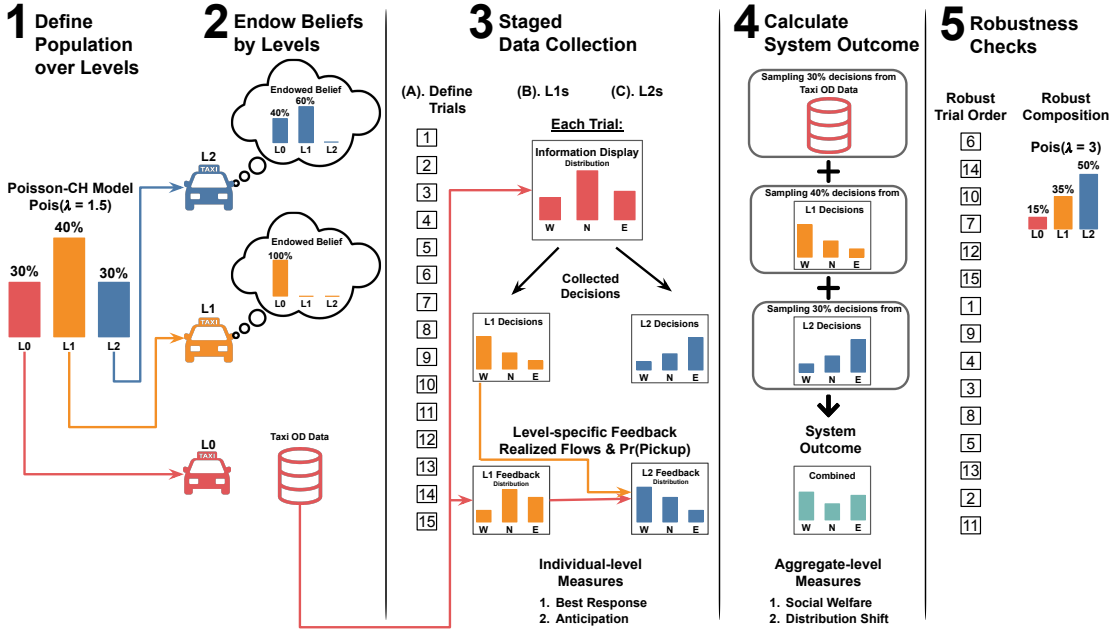 1 Define
Population
over Levels
Poisson-CH Model
Pois(λ = 1.5)
30%
40%
30%
L0
L1
L2
2 Endow Beliefs
by Levels
Endowed Belief
40%
60%
L0
L1
L2
L2
TAXI
Endowed Belief
100%
L0
L1
L2
L1
TAXI
L0
TAXI
Taxi OD Data
3 Staged
Data Collection
(A). Define
Trials
(B). L1s
(C). L2s
1
2
3
4
5
6
7
8
9
10
11
12
13
14
15
Each Trial:
Information Display
Distribution
W N E
Collected
Decisions
L1 Decisions
W N E
L2 Decisions
W N E
Level-specific Feedback
Realized Flows & Pr(Pickup)
L1 Feedback
Distribution
W N E
L2 Feedback
Distribution
W N E
Individual-level
Measures
1. Best Response
2. Anticipation
4 Calculate
System Outcome
Sampling 30% decisions from
Taxi OD Data
+
Sampling 40% decisions from
L1 Decisions
W N E
+
Sampling 30% decisions from
L2 Decisions
W N E
System
Outcome
Combined
W N E
Aggregate-level
Measures
1. Social Welfare
2. Distribution Shift
5 Robustness
Checks
Robust
Trial Order
6
14
10
7
12
15
1
9
4
3
8
5
13
2
11
Robust
Composition
Pois(λ = 3)
15%
35%
50%
L0
L1
L2